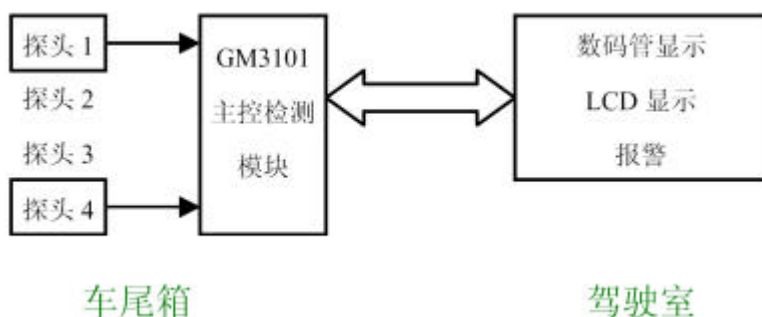 探头 1
探头 2
探头 3
探头 4
GM3101
主控检测
模块
数码管显示
LCD 显示
报警
车尾箱
驾驶室